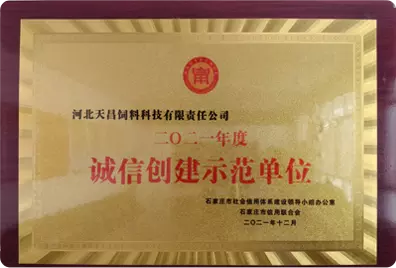 河北天昌饲料科技有限责任公司
二〇二一年度
诚信创建示范单位
石家庄市社会信用体系建设领导小组办公室
石家庄市信用联合会
二〇二一年十二月